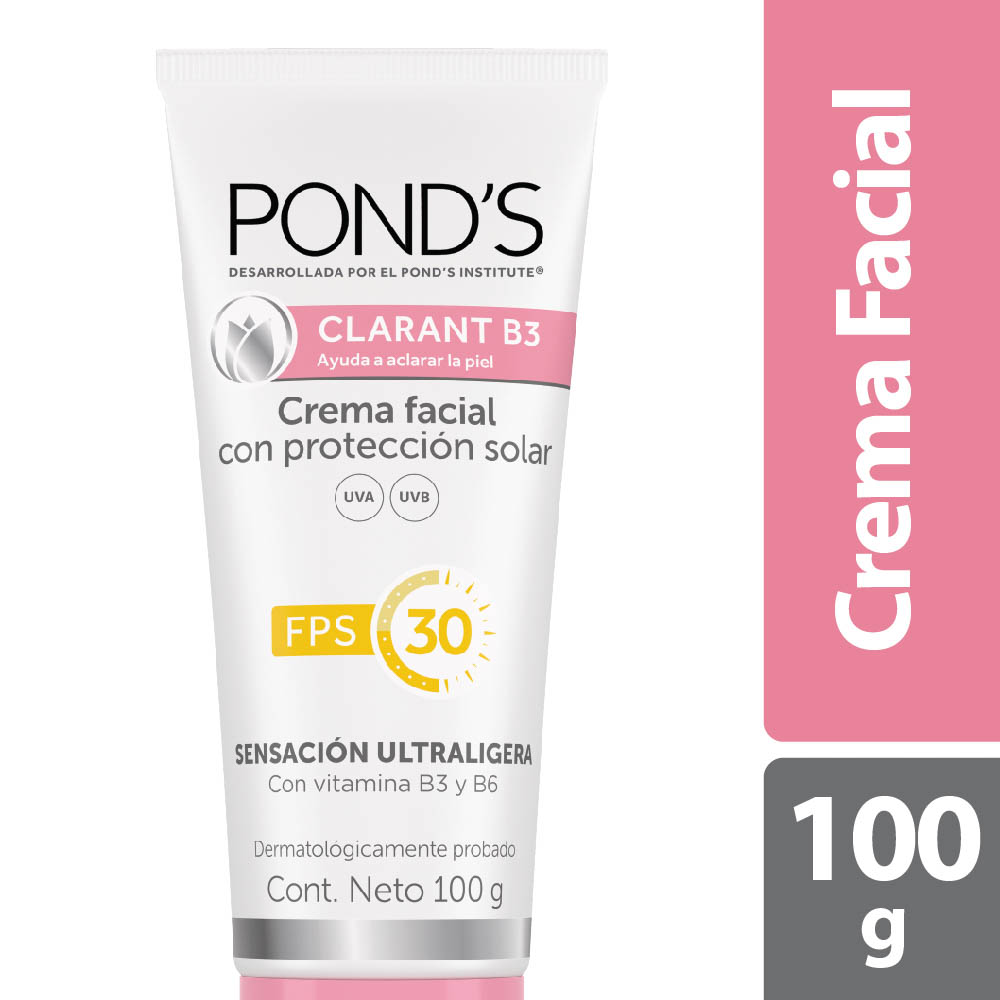 POND'S
DESARROLLADA POR EL POND'S INSTITUTE®
CLARANT B3
Ayuda a aclarar la piel
Crema facial
con protección solar
UVA UVB
FPS 30
SENSACIÓN ULTRALIGERA
Con vitamina B3 y B6
Dermatológicamente probado
Cont. Neto 100 g
Crema Facial
100
g